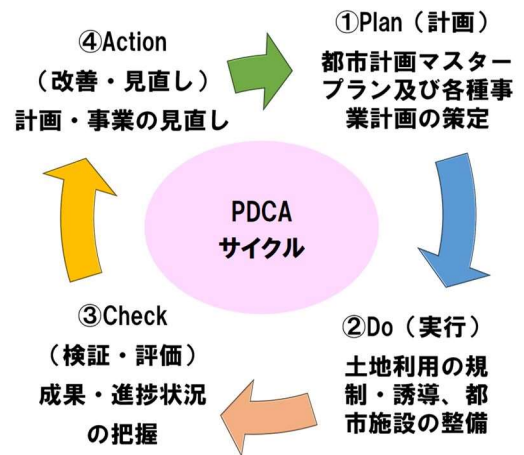 ①Plan（計画）
都市計画マスター
プラン及び各種事
業計画の策定
②Do（実行）
土地利用の規
制・誘導、都
市施設の整備
③Check
（検証・評価）
成果・進捗状況
の把握
④Action
（改善・見直し）
計画・事業の見直し
PDCA
サイクル